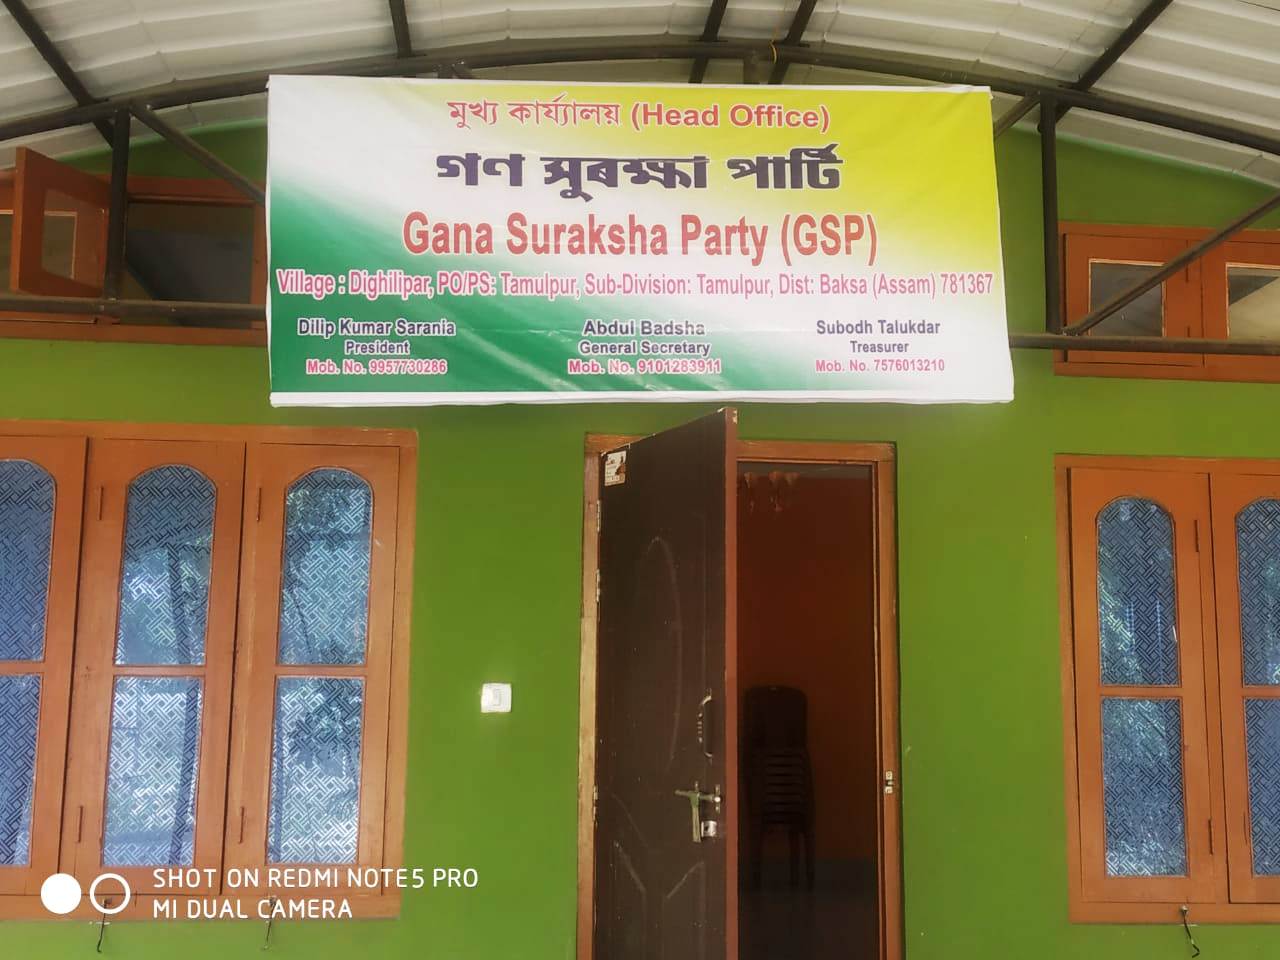 মুখ্য কাৰ্য্যালয় (Head Office)
গণ সুৰক্ষা পার্টি
Gana Suraksha Party (GSP)
Village : Dighilipar, PO/PS: Tamulpur, Sub-Division: Tamulpur, Dist: Baksa (Assam) 781367
Dilip Kumar Sarania
President
Mob. No. 9957730286
Abdul Badsha
General Secretary
Mob. No. 9101283911
Subodh Talukdar
Treasurer
Mob. No. 7576013210
SHOT ON REDMI NOTE5 PRO
MI DUAL CAMERA